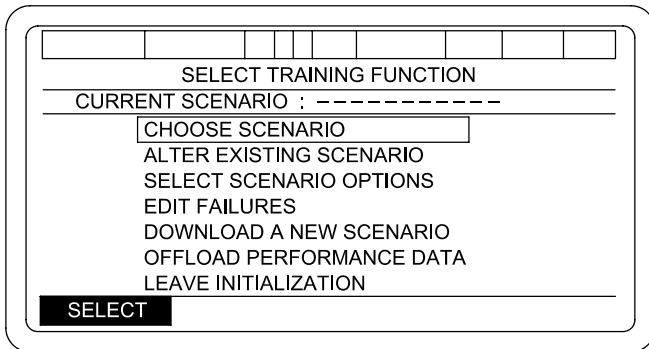 SELECT TRAINING FUNCTION
CURRENT SCENARIO : – – – – – – – – – – –
CHOOSE SCENARIO
ALTER EXISTING SCENARIO
SELECT SCENARIO OPTIONS
EDIT FAILURES
DOWNLOAD A NEW SCENARIO
OFFLOAD PERFORMANCE DATA
LEAVE INITIALIZATION
SELECT